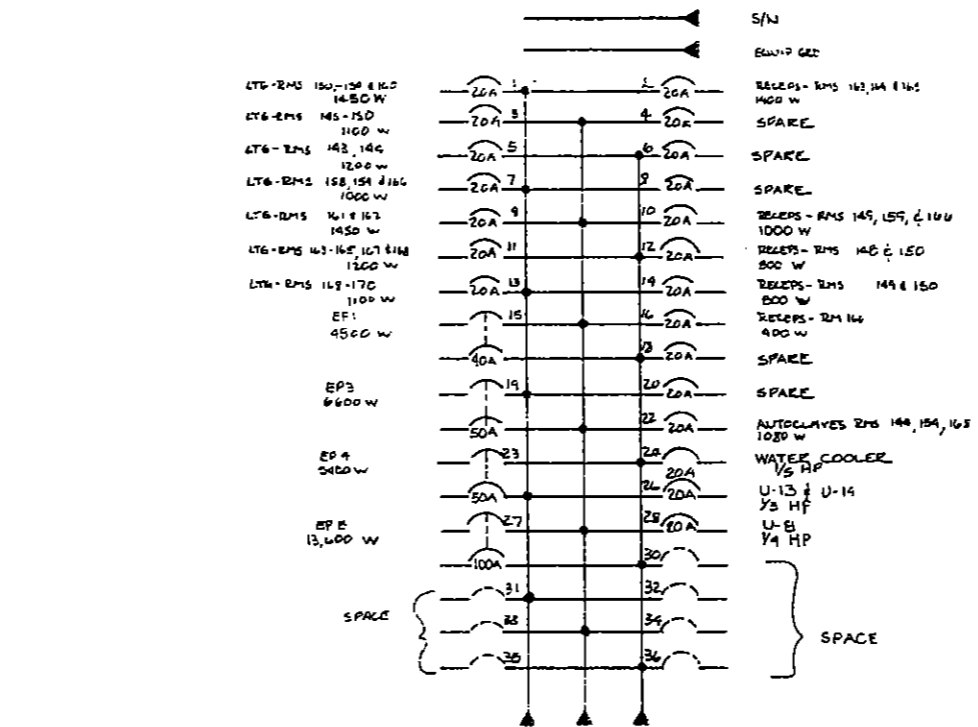 S/N
EQUIP GRD
LTG-RMS 150,-159 & 160
1450 W
20A 1 2 20A
RECEPS- RMS 163,164 & 165
1400 W
LTG-RMS 145-150
1100 W
20A 3 4 20A
SPARE
LTG-RMS 143, 144
1200 W
20A 5 6 20A
SPARE
LTG-RMS 158, 159 & 166
1000 W
20A 7 8 20A
SPARE
LTG-RMS 161 & 162
1450 W
20A 9 10 20A
RECEPS - RMS 149, 159, & 166
1000 W
LTG-RMS 163-165, 167 & 168
1200 W
20A 11 12 20A
RECEPS- RMS 148 & 150
800 W
LTG-RMS 168-170
1100 W
20A 13 14 20A
RECEPS- RMS 149 & 150
800 W
EF1
4500 W
15 16 20A
RECEPS- RM 166
400 W
40A 18 20A
SPARE
EP3
6600 W
19 20 20A
SPARE
50A 22 20A
AUTOCLAVES RMS 144, 154, 165
1080 W
EP 4
5400 W
23 24 20A
WATER COOLER
1/5 HP
50A 26 20A
U-13 & U-14
1/3 HP
EP 5
13,600 W
27 28 20A
U-8
1/4 HP
100A 30
31 32
SPACE
33 34
SPACE
35 36